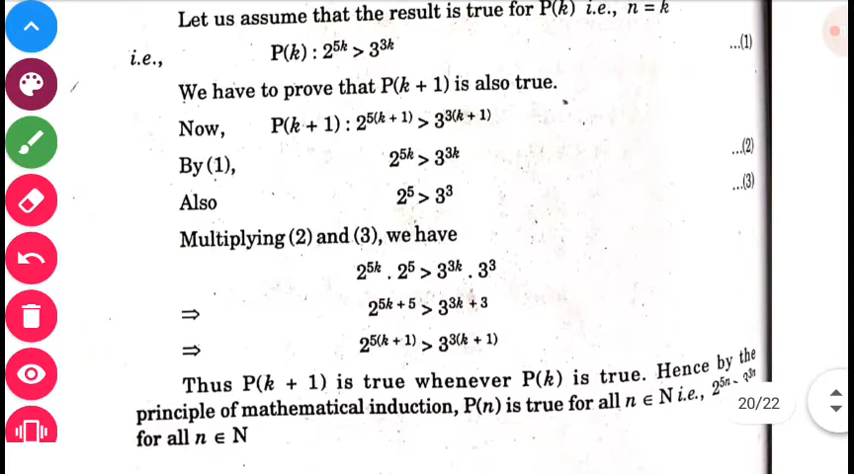 Let us assume that the result is true for P(k) i.e., n = k
i.e., P(k) : 2^{5k} > 3^{3k} ...(1)
We have to prove that P(k + 1) is also true.
Now, P(k + 1) : 2^{5(k + 1)} > 3^{3(k + 1)}
By (1), 2^{5k} > 3^{3k} ...(2)
Also 2^5 > 3^3 ...(3)
Multiplying (2) and (3), we have
2^{5k} . 2^5 > 3^{3k} . 3^3
⇒ 2^{5k + 5} > 3^{3k + 3}
⇒ 2^{5(k + 1)} > 3^{3(k + 1)}
Thus P(k + 1) is true whenever P(k) is true. Hence by the
principle of mathematical induction, P(n) is true for all n ∈ N i.e., 2^{5n} 3^{3n}
for all n ∈ N
20/22